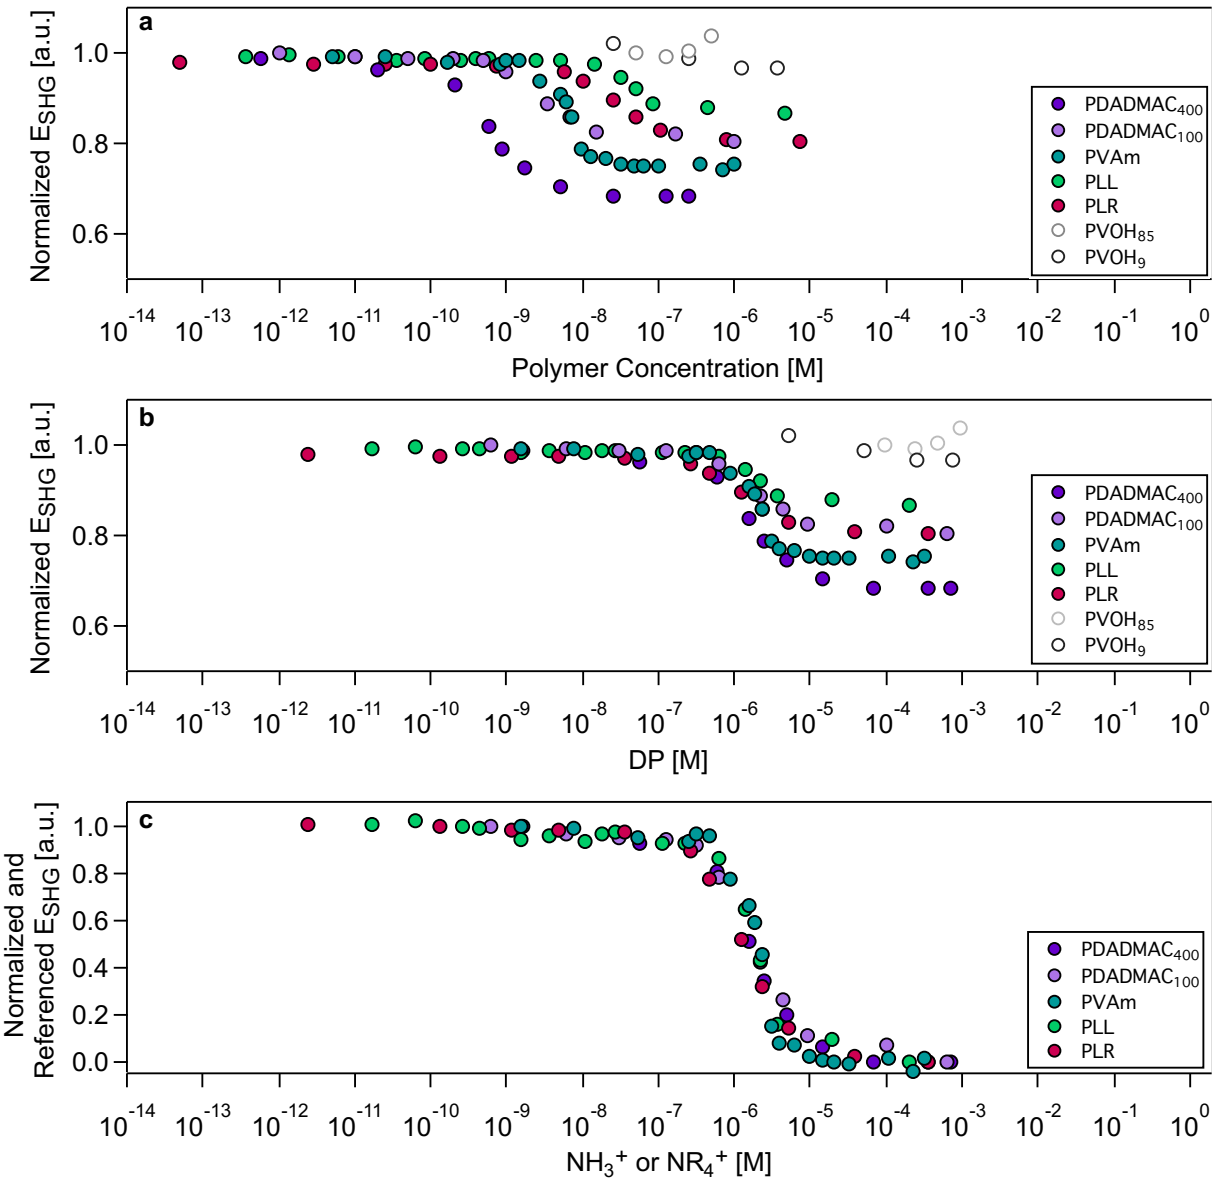 a
Normalized E_SHG [a.u.]
1.0
0.8
0.6
PDADMAC₄₀₀
PDADMAC₁₀₀
PVAm
PLL
PLR
PVOH₈₅
PVOH₉
10⁻¹⁴ 10⁻¹³ 10⁻¹² 10⁻¹¹ 10⁻¹⁰ 10⁻⁹ 10⁻⁸ 10⁻⁷ 10⁻⁶ 10⁻⁵ 10⁻⁴ 10⁻³ 10⁻² 10⁻¹ 10⁰
Polymer Concentration [M]
b
Normalized E_SHG [a.u.]
1.0
0.8
0.6
PDADMAC₄₀₀
PDADMAC₁₀₀
PVAm
PLL
PLR
PVOH₈₅
PVOH₉
10⁻¹⁴ 10⁻¹³ 10⁻¹² 10⁻¹¹ 10⁻¹⁰ 10⁻⁹ 10⁻⁸ 10⁻⁷ 10⁻⁶ 10⁻⁵ 10⁻⁴ 10⁻³ 10⁻² 10⁻¹ 10⁰
DP [M]
c
Normalized and
Referenced E_SHG [a.u.]
1.0
0.8
0.6
0.4
0.2
0.0
PDADMAC₄₀₀
PDADMAC₁₀₀
PVAm
PLL
PLR
10⁻¹⁴ 10⁻¹³ 10⁻¹² 10⁻¹¹ 10⁻¹⁰ 10⁻⁹ 10⁻⁸ 10⁻⁷ 10⁻⁶ 10⁻⁵ 10⁻⁴ 10⁻³ 10⁻² 10⁻¹ 10⁰
NH₃⁺ or NR₄⁺ [M]